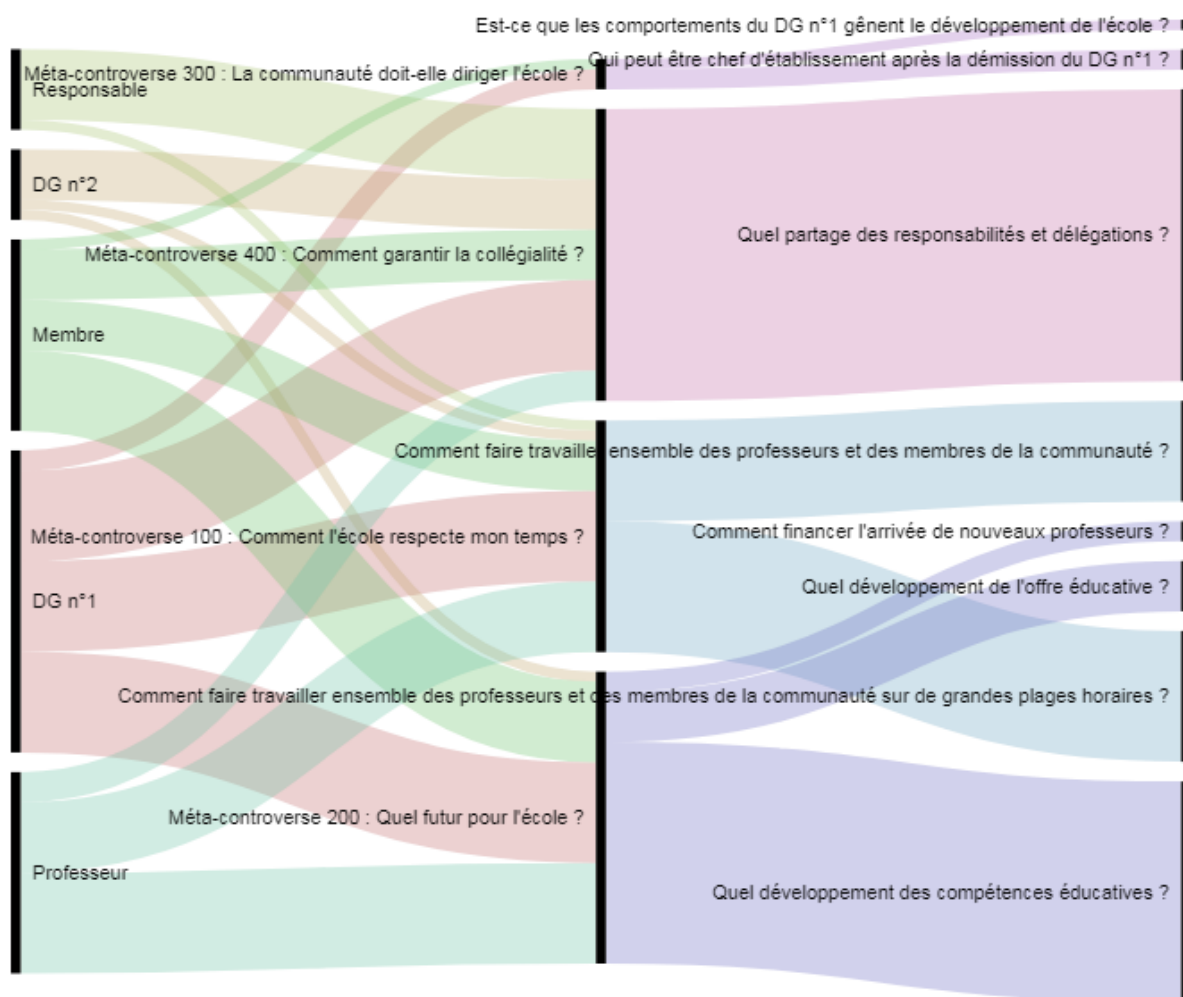 Est-ce que les comportements du DG n°1 gênent le développement de l'école ?
Qui peut être chef d'établissement après la démission du DG n°1 ?
Méta-controverse 300 : La communauté doit-elle diriger l'école ?
Responsable
DG n°2
Quel partage des responsabilités et délégations ?
Méta-controverse 400 : Comment garantir la collégialité ?
Membre
Comment faire travailler ensemble des professeurs et des membres de la communauté ?
Comment financer l'arrivée de nouveaux professeurs ?
Méta-controverse 100 : Comment l'école respecte mon temps ?
Quel développement de l'offre éducative ?
DG n°1
Comment faire travailler ensemble des professeurs et des membres de la communauté sur de grandes plages horaires ?
Méta-controverse 200 : Quel futur pour l'école ?
Professeur
Quel développement des compétences éducatives ?